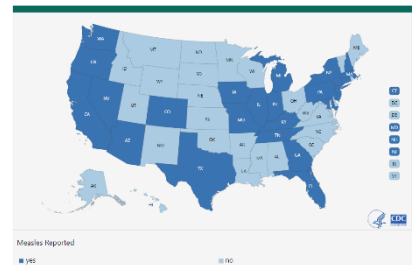 WA
MT
ND
MN
ME
OR
ID
SD
WI
MI
NY
WY
IA
PA
NE
NV
UT
CO
IL
IN
OH
CA
KS
MO
KY
WV
VA
TN
NC
AZ
NM
OK
AR
SC
MS
AL
GA
TX
LA
FL
AK
HI
CT
DC
DE
MD
NH
NJ
RI
VT
CDC
Measles Reported
yes
no